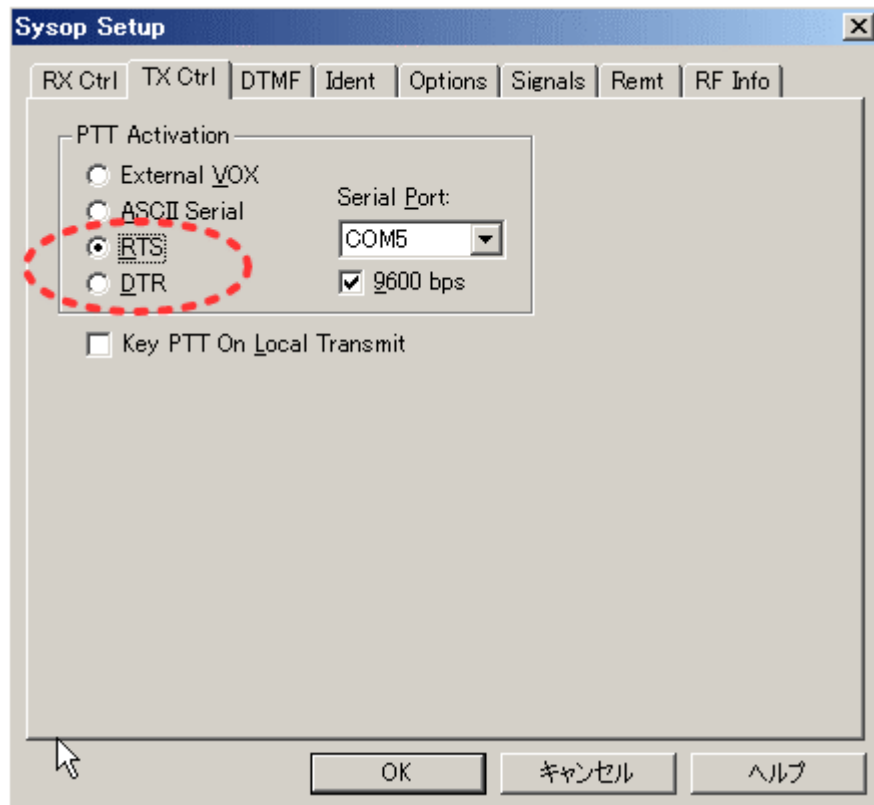 Sysop Setup
RX Ctrl TX Ctrl DTMF Ident Options Signals Remt RF Info
PTT Activation
External VOX
ASCII Serial
RTS
DTR
Serial Port:
COM5
9600 bps
Key PTT On Local Transmit
OK キャンセル ヘルプ